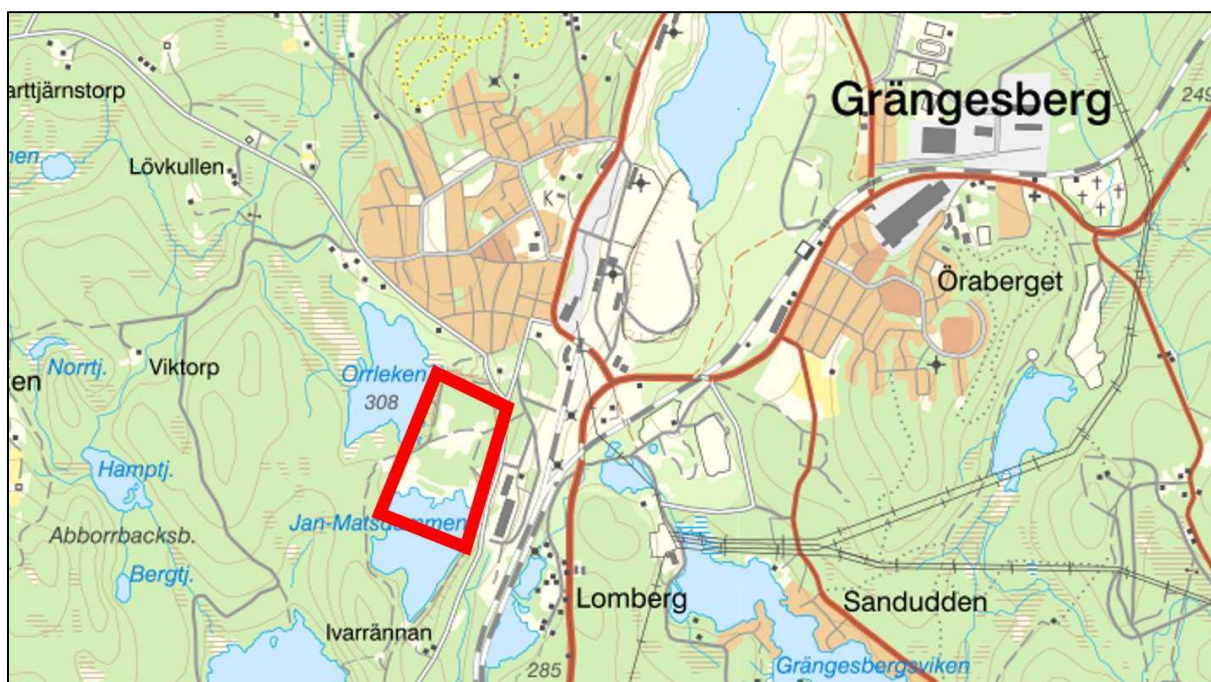 Grängesberg
249
arttjärnstorp
Lövkullen
K
Öraberget
Norrtj.
Viktorp
Orrleken
308
en
Hamptj.
Jan-Matsdammen
Abborrbacksb.
Bergtj.
Lomberg
Sandudden
Ivarrännan
285
Grängesbergsviken